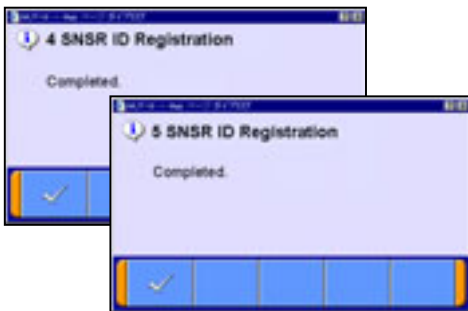 4 SNSR ID Registration
Completed.
5 SNSR ID Registration
Completed.